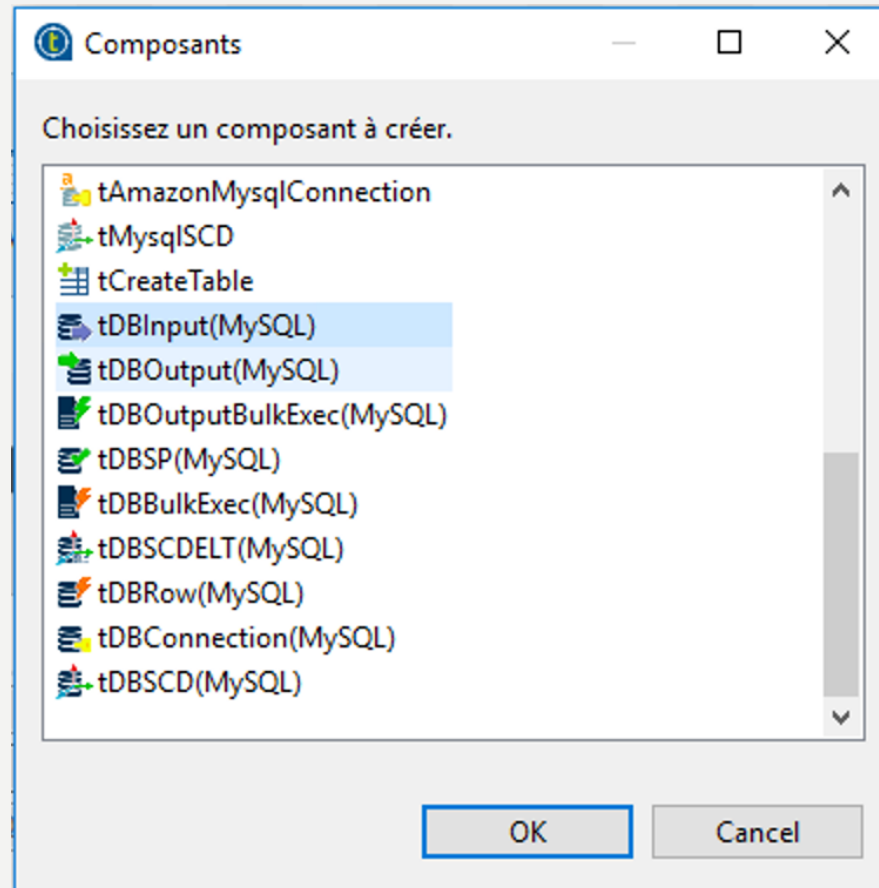 Composants
Choisissez un composant à créer.
tAmazonMysqlConnection
tMysqlSCD
tCreateTable
tDBInput(MySQL)
tDBOutput(MySQL)
tDBOutputBulkExec(MySQL)
tDBSP(MySQL)
tDBBulkExec(MySQL)
tDBSCDELT(MySQL)
tDBRow(MySQL)
tDBConnection(MySQL)
tDBSCD(MySQL)
OK Cancel